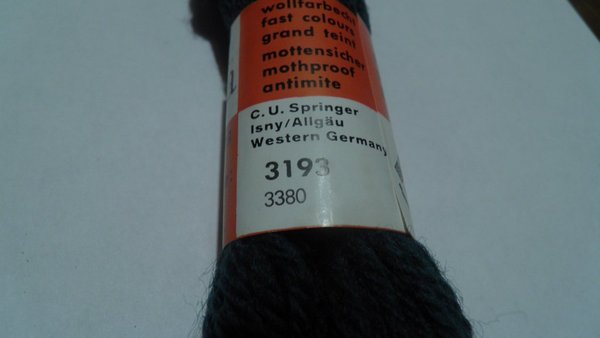 wollfarbecht
fast colours
grand teint
mottensicher
mothproof
antimite
C. U. Springer
Isny/Allgäu
Western Germany
3193
3380